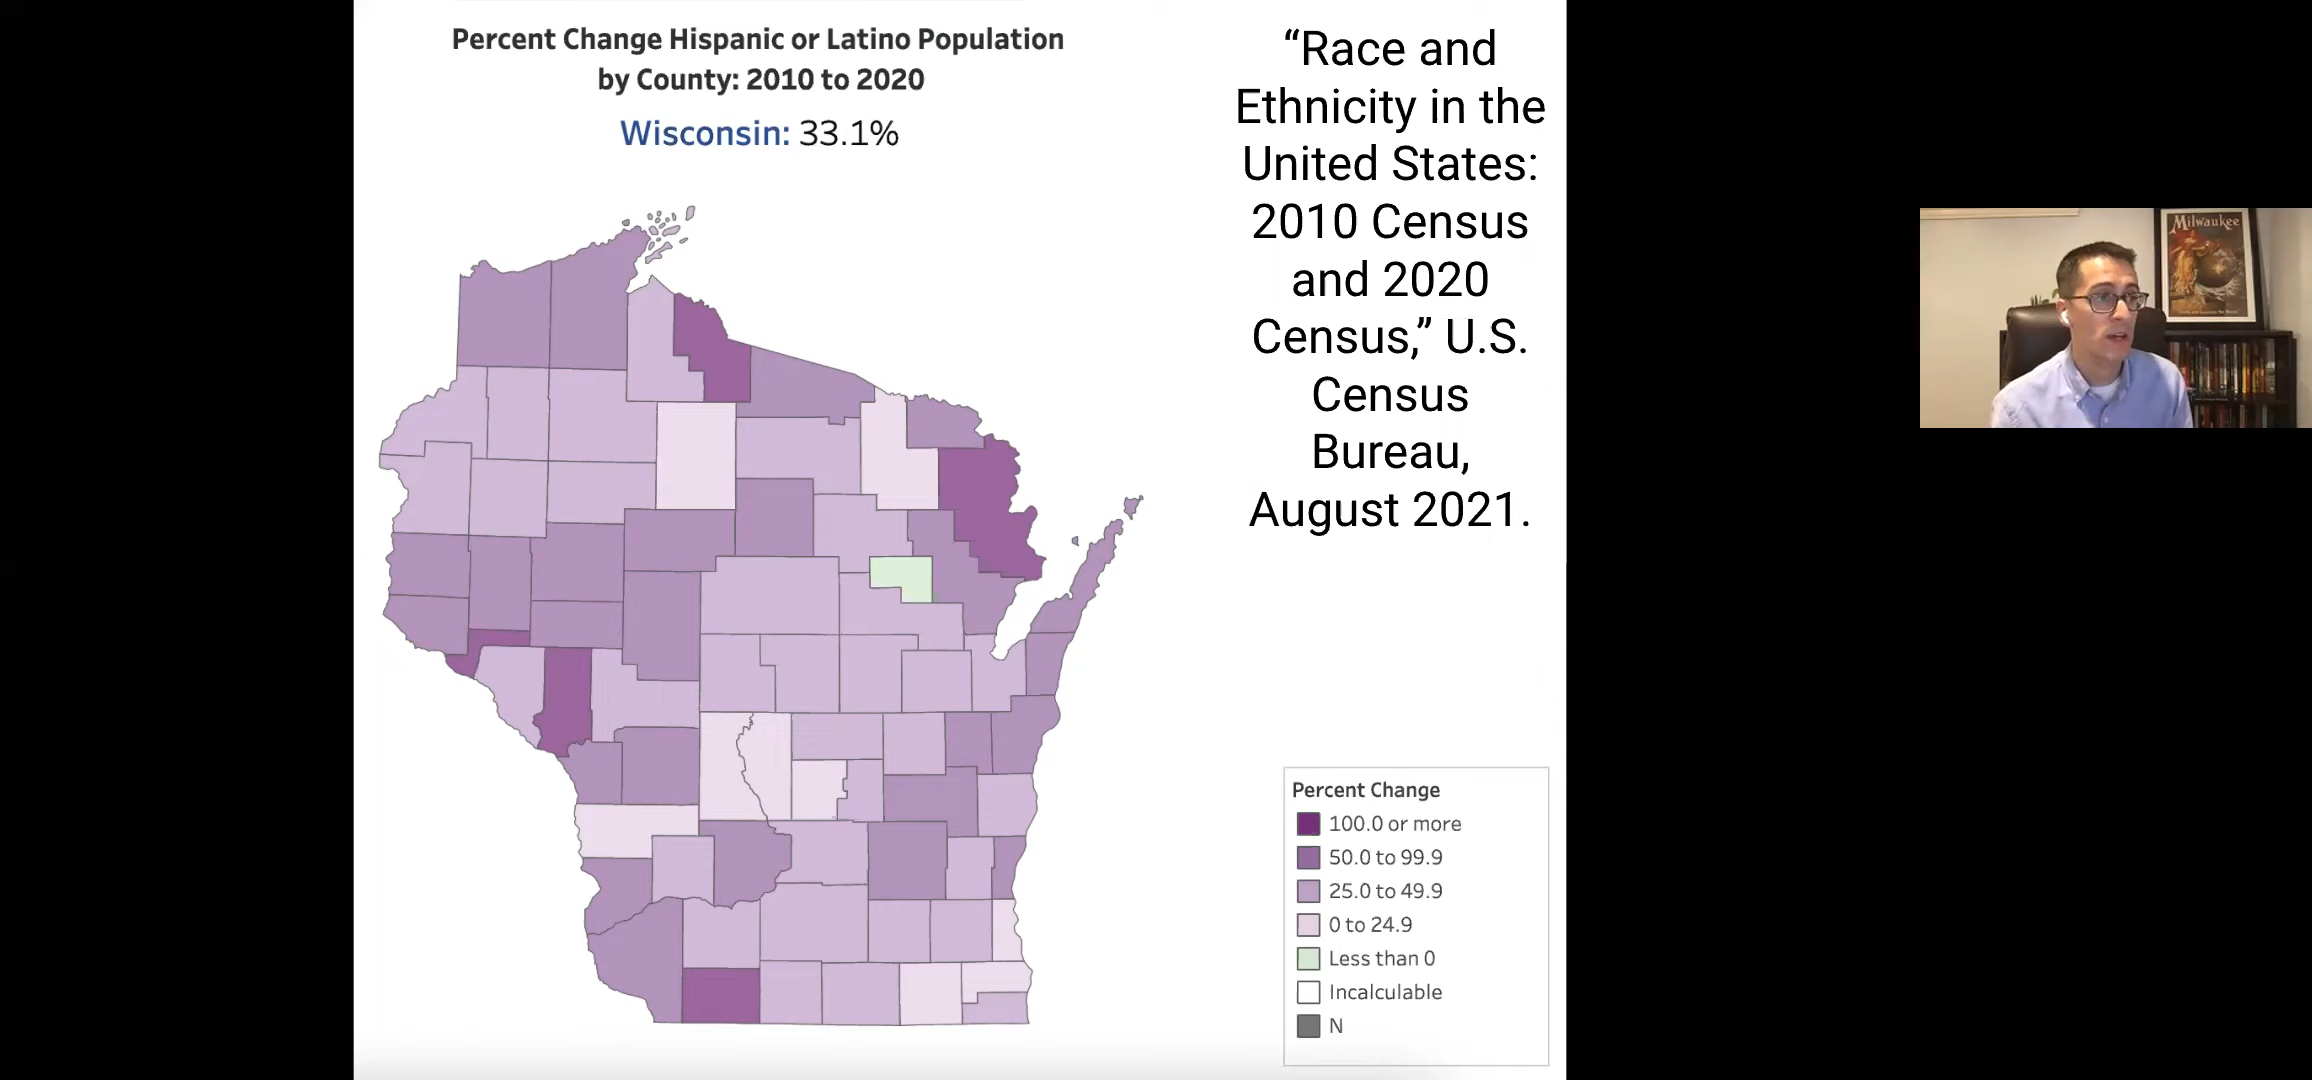 Percent Change Hispanic or Latino Population
by County: 2010 to 2020
Wisconsin: 33.1%
“Race and
Ethnicity in the
United States:
2010 Census
and 2020
Census,” U.S.
Census
Bureau,
August 2021.
Milwaukee
Percent Change
100.0 or more
50.0 to 99.9
25.0 to 49.9
0 to 24.9
Less than 0
Incalculable
N